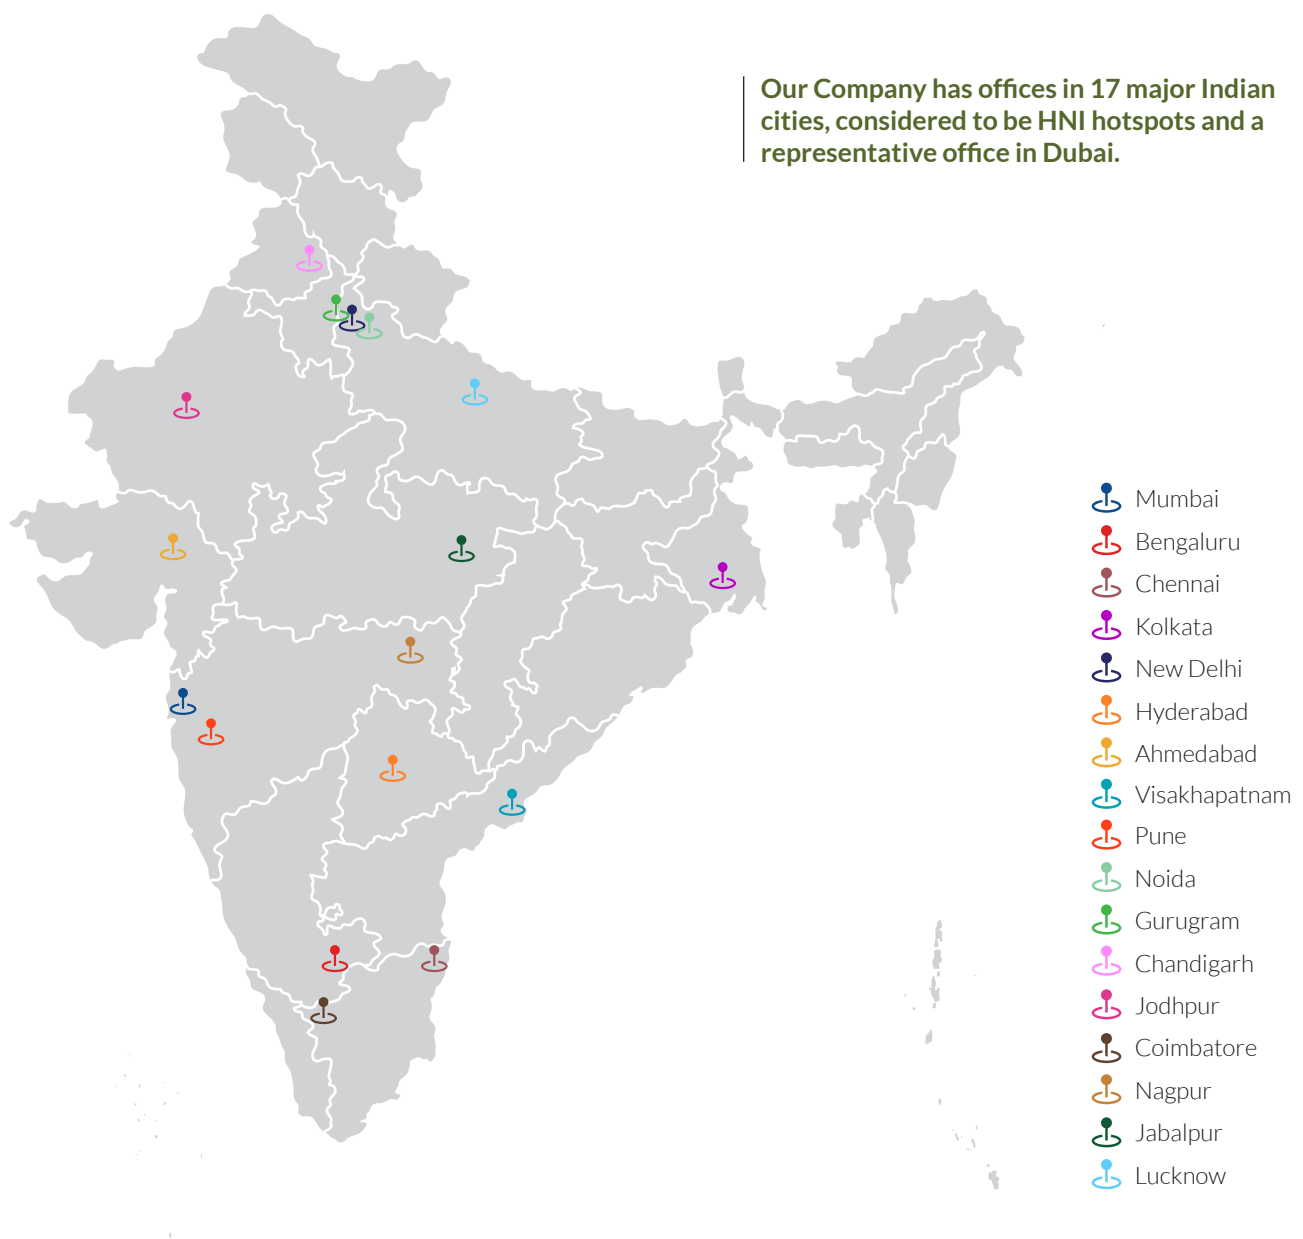 Our Company has offices in 17 major Indian
cities, considered to be HNI hotspots and a
representative office in Dubai.
Mumbai
Bengaluru
Chennai
Kolkata
New Delhi
Hyderabad
Ahmedabad
Visakhapatnam
Pune
Noida
Gurugram
Chandigarh
Jodhpur
Coimbatore
Nagpur
Jabalpur
Lucknow